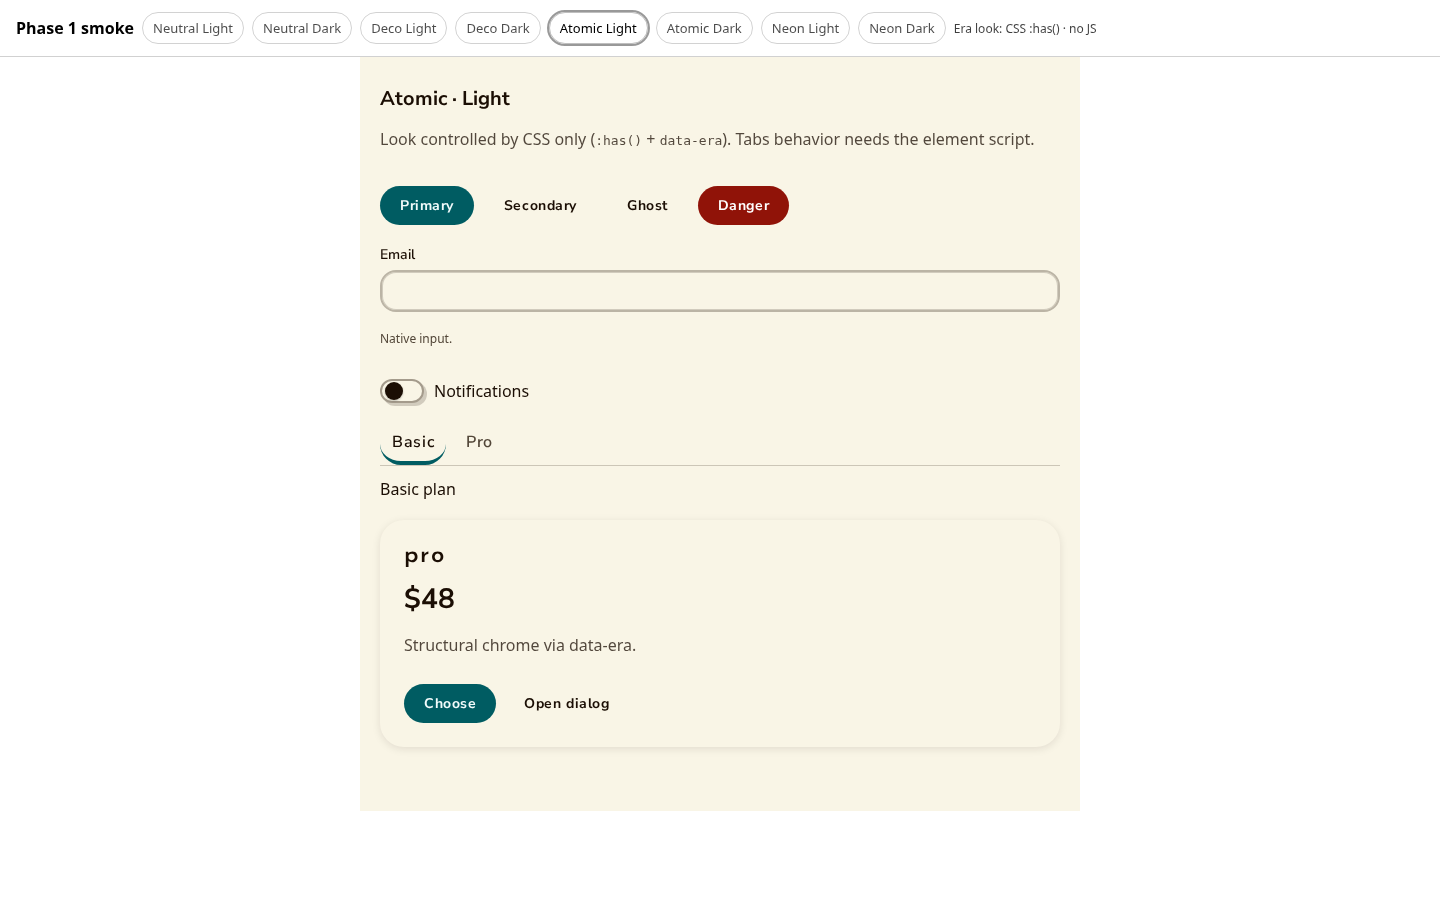 Phase 1 smoke Neutral Light Neutral Dark Deco Light Deco Dark Atomic Light Atomic Dark Neon Light Neon Dark Era look: CSS :has() · no JS
Atomic · Light
Look controlled by CSS only (:has() + data-era). Tabs behavior needs the element script.
Primary Secondary Ghost Danger
Email
Native input.
Notifications
Basic Pro
Basic plan
pro
$48
Structural chrome via data-era.
Choose Open dialog